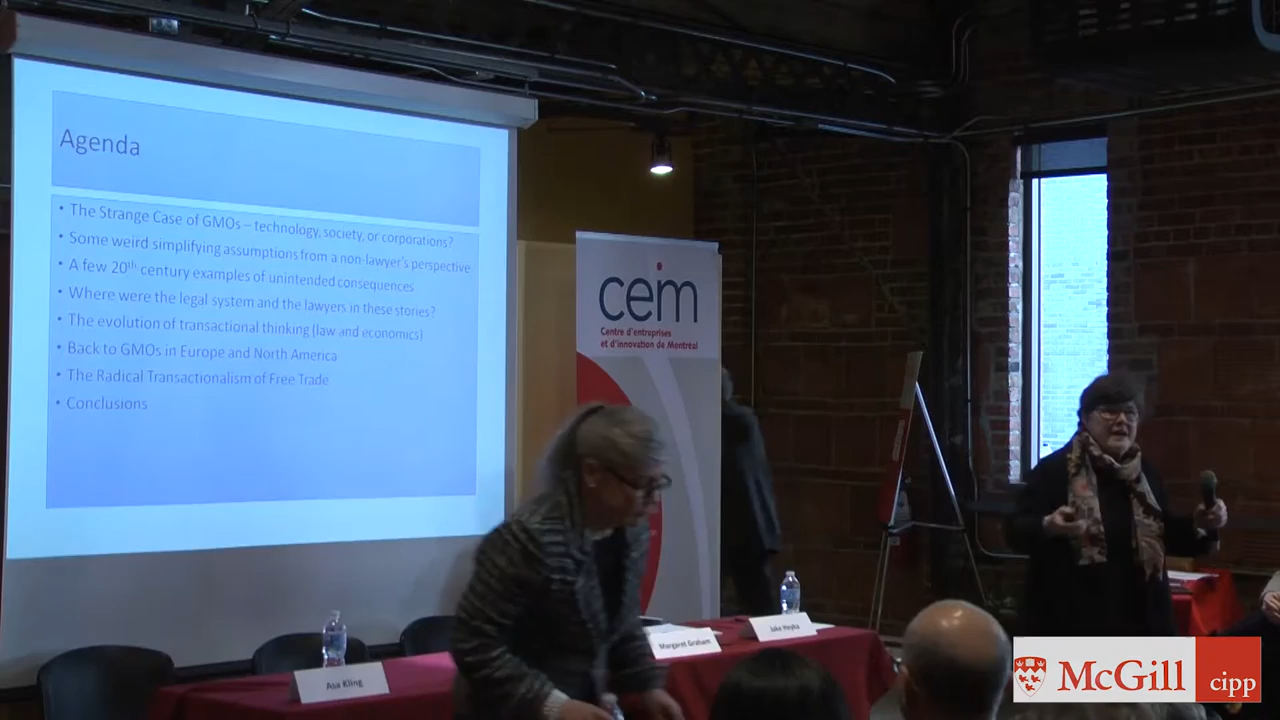 Agenda
• The Strange Case of GMOs – technology, society, or corporations?
• Some weird simplifying assumptions from a non-lawyer's perspective
• A few 20th century examples of unintended consequences
• Where were the legal system and the lawyers in these stories?
• The evolution of transactional thinking (law and economics)
• Back to GMOs in Europe and North America
• The Radical Transactionalism of Free Trade
• Conclusions
ceim
Centre d'entreprises
et d'innovation de Montréal
Asa Kling
Margaret Graham
McGill
cipp